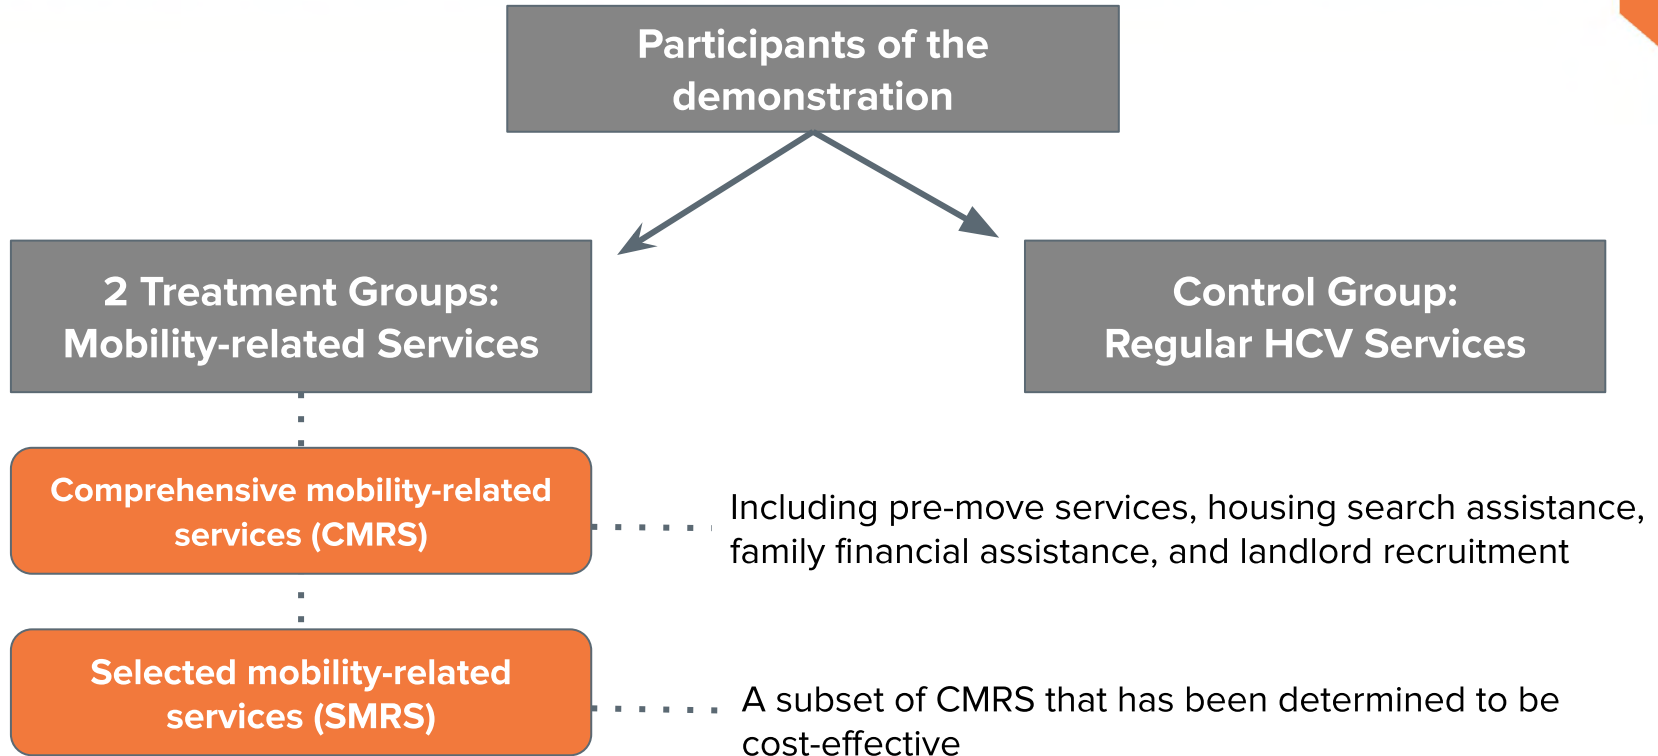 Participants of the
demonstration
2 Treatment Groups:
Mobility-related Services
Control Group:
Regular HCV Services
Comprehensive mobility-related
services (CMRS)
Including pre-move services, housing search assistance,
family financial assistance, and landlord recruitment
Selected mobility-related
services (SMRS)
A subset of CMRS that has been determined to be
cost-effective